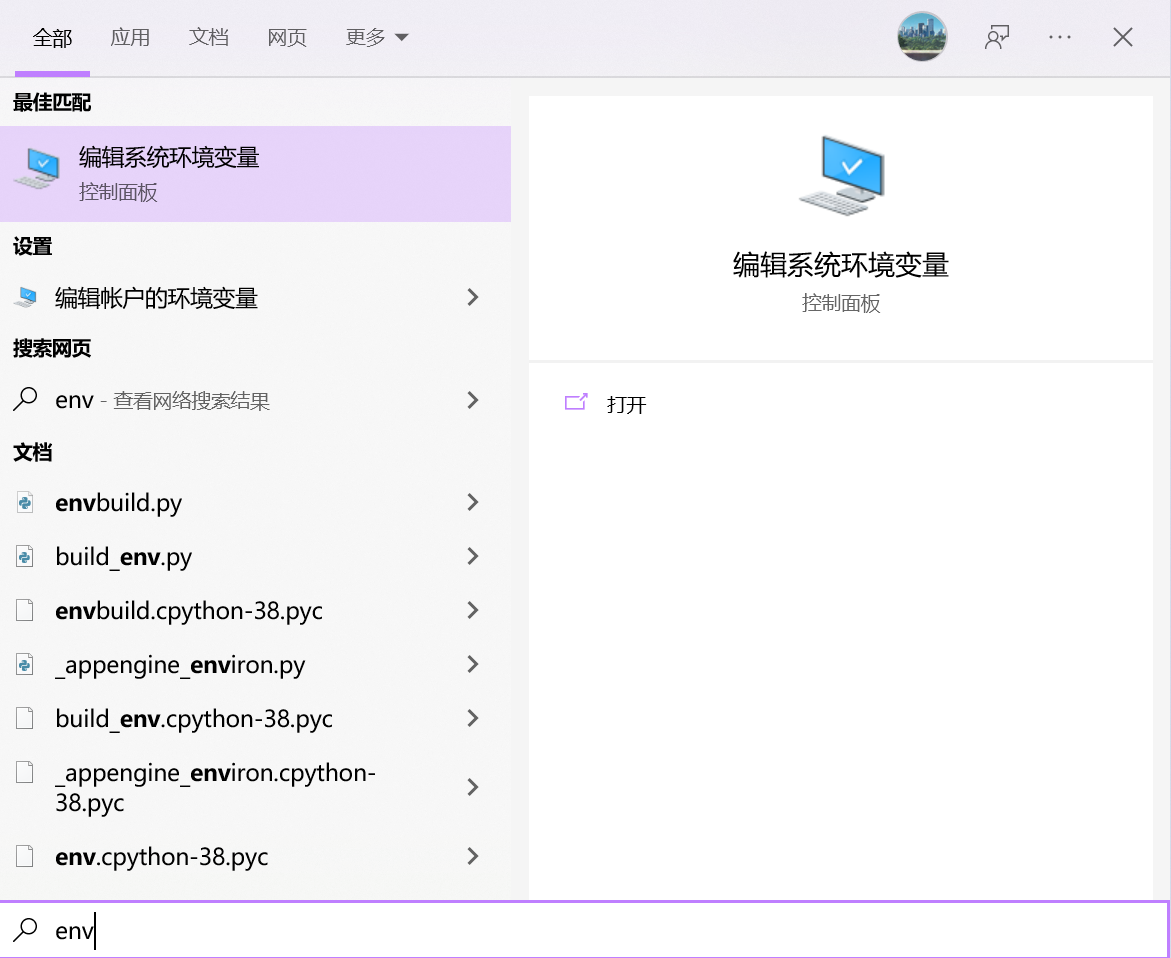 全部 应用 文档 网页 更多
最佳匹配
编辑系统环境变量
控制面板
设置
编辑帐户的环境变量
搜索网页
env - 查看网络搜索结果
文档
envbuild.py
build_env.py
envbuild.cpython-38.pyc
_appengine_environ.py
build_env.cpython-38.pyc
_appengine_environ.cpython-
38.pyc
env.cpython-38.pyc
编辑系统环境变量
控制面板
打开
env